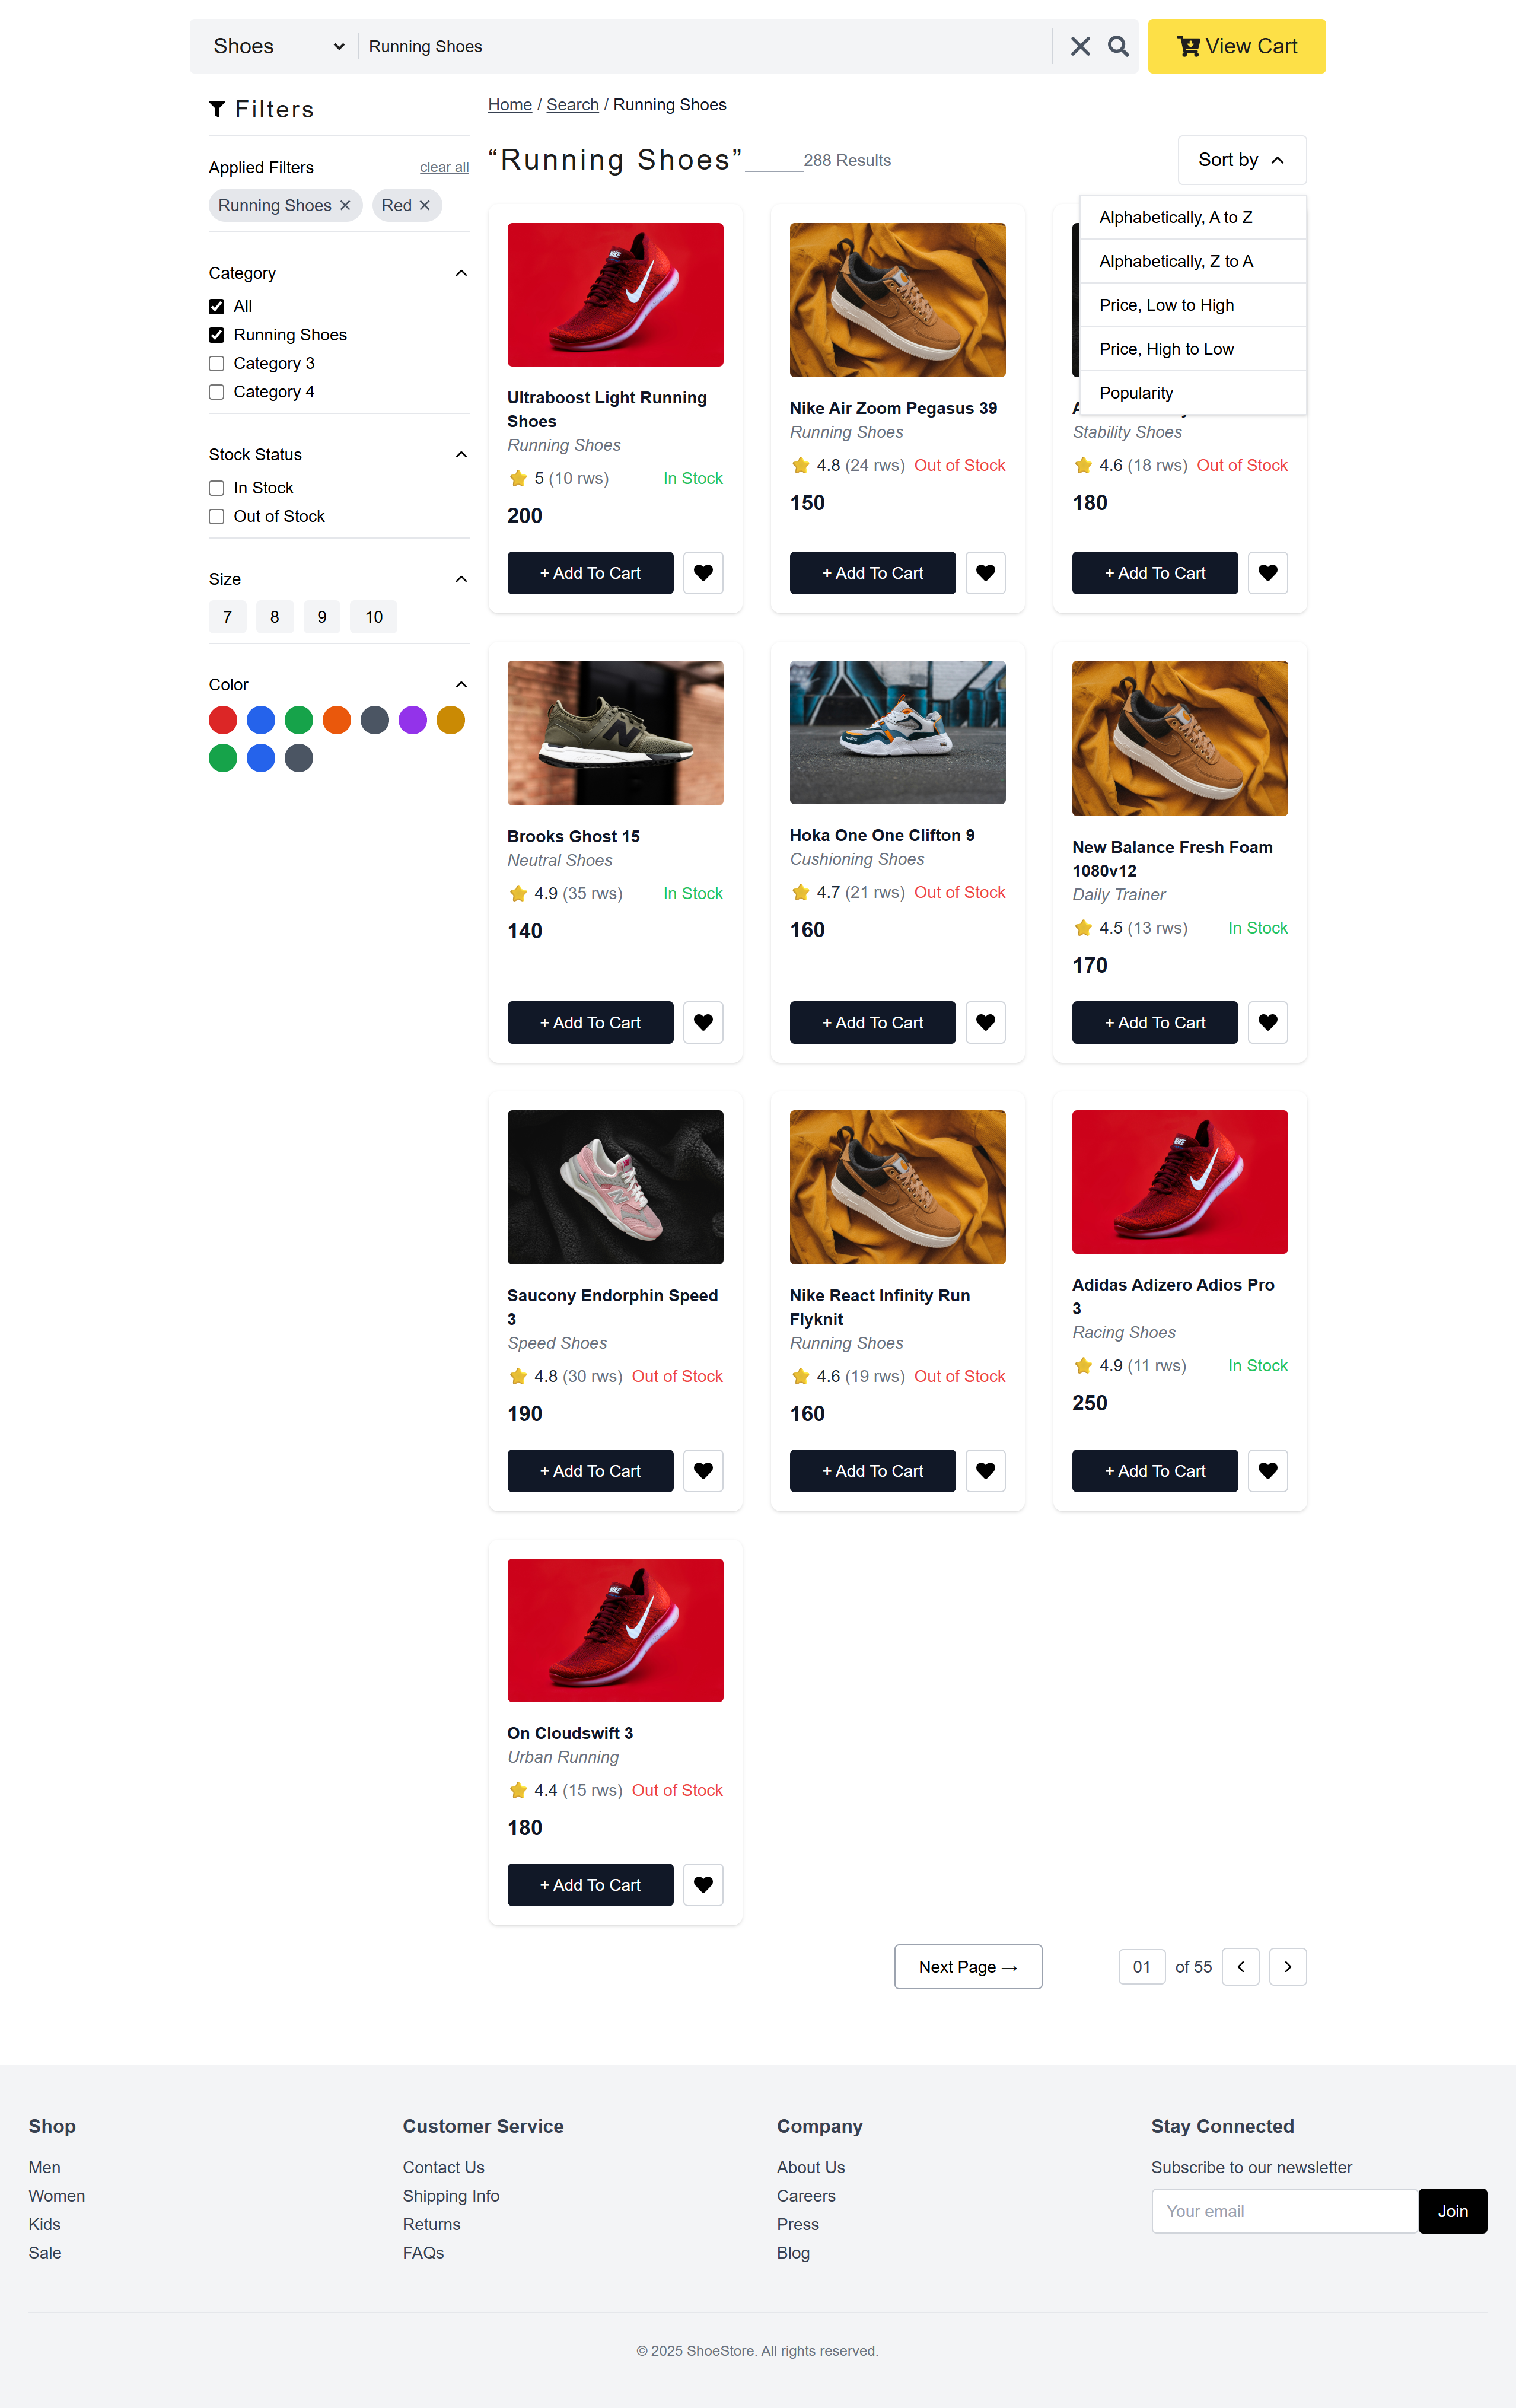 Shoes
Running Shoes
View Cart
Filters
Applied Filters
clear all
Running Shoes
Red
Category
All
Running Shoes
Category 3
Category 4
Stock Status
In Stock
Out of Stock
Size
7 8 9 10
Color
Home / Search / Running Shoes
“Running Shoes”
288 Results
Sort by
Alphabetically, A to Z
Alphabetically, Z to A
Price, Low to High
Price, High to Low
Popularity
NIKE
Ultraboost Light Running
Shoes
Running Shoes
5 (10 rws)
In Stock
200
+ Add To Cart
Nike Air Zoom Pegasus 39
Running Shoes
4.8 (24 rws)
Out of Stock
150
+ Add To Cart
Stability Shoes
4.6 (18 rws)
Out of Stock
180
+ Add To Cart
N
Brooks Ghost 15
Neutral Shoes
4.9 (35 rws)
In Stock
140
+ Add To Cart
Hoka One One Clifton 9
Cushioning Shoes
4.7 (21 rws)
Out of Stock
160
+ Add To Cart
New Balance Fresh Foam
1080v12
Daily Trainer
4.5 (13 rws)
In Stock
170
+ Add To Cart
N
Saucony Endorphin Speed
3
Speed Shoes
4.8 (30 rws)
Out of Stock
190
+ Add To Cart
Nike React Infinity Run
Flyknit
Running Shoes
4.6 (19 rws)
Out of Stock
160
+ Add To Cart
NIKE
Adidas Adizero Adios Pro
3
Racing Shoes
4.9 (11 rws)
In Stock
250
+ Add To Cart
NIKE
On Cloudswift 3
Urban Running
4.4 (15 rws)
Out of Stock
180
+ Add To Cart
Next Page →
01 of 55
Shop
Men
Women
Kids
Sale
Customer Service
Contact Us
Shipping Info
Returns
FAQs
Company
About Us
Careers
Press
Blog
Stay Connected
Subscribe to our newsletter
Your email
Join
© 2025 ShoeStore. All rights reserved.